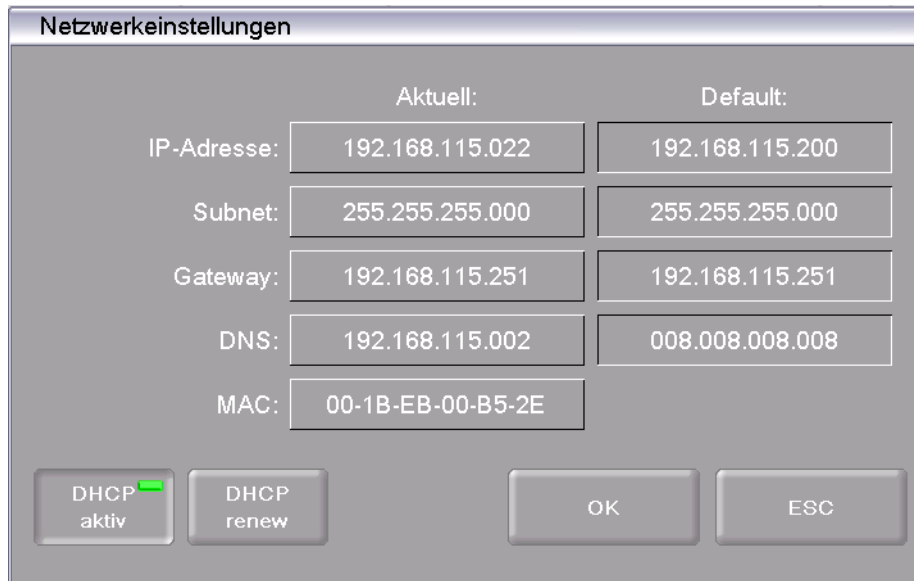 Netzwerkeinstellungen
Aktuell: Default:
IP-Adresse: 192.168.115.022 192.168.115.200
Subnet: 255.255.255.000 255.255.255.000
Gateway: 192.168.115.251 192.168.115.251
DNS: 192.168.115.002 008.008.008.008
MAC: 00-1B-EB-00-B5-2E
DHCP DHCP
aktiv renew
OK ESC